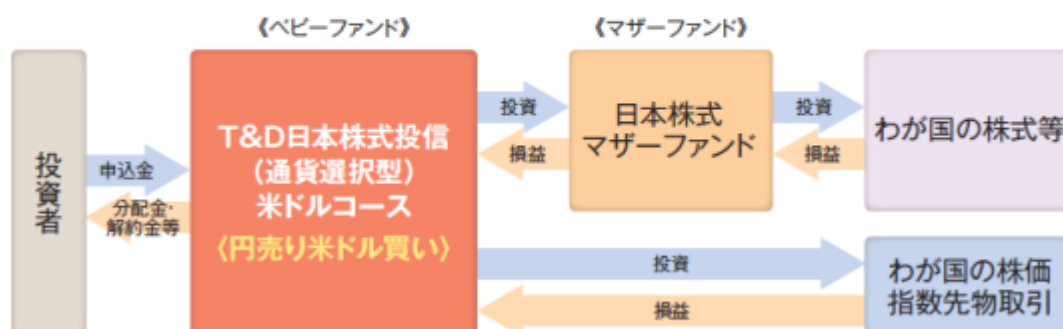 《ベビーファンド》
《マザーファンド》
投資者
申込金
分配金・
解約金等
T&D日本株式投信
（通貨選択型）
米ドルコース
〈円売り米ドル買い〉
投資
損益
日本株式
マザーファンド
投資
損益
わが国の株式等
投資
損益
わが国の株価
指数先物取引